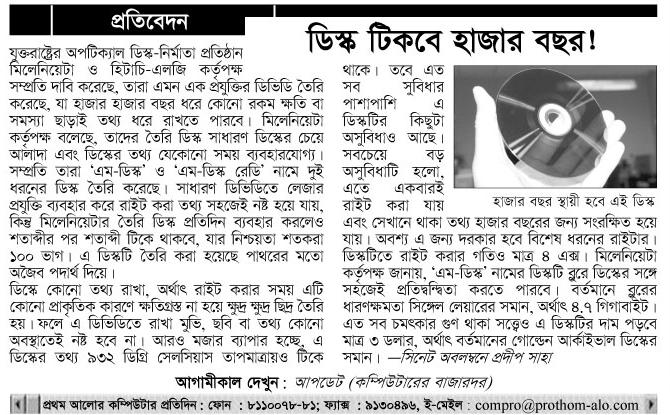 প্রতিবেদন
ডিস্ক টিকবে হাজার বছর!
যুক্তরাষ্ট্রের অপটিক্যাল ডিস্ক-নির্মাতা প্রতিষ্ঠান
মিলেনিয়েটা ও হিটাচি-এলজি কর্তৃপক্ষ
সম্প্রতি দাবি করেছে, তারা এমন এক প্রযুক্তির ডিভিডি তৈরি
করেছে, যা হাজার হাজার বছর ধরে কোনো রকম ক্ষতি বা
সমস্যা ছাড়াই তথ্য ধরে রাখতে পারবে। মিলেনিয়েটা
কর্তৃপক্ষ বলেছে, তাদের তৈরি ডিস্ক সাধারণ ডিস্কের চেয়ে
আলাদা এবং ডিস্কের তথ্য যেকোনো সময় ব্যবহারযোগ্য।
সম্প্রতি তারা ‘এম-ডিস্ক’ ও ‘এম-ডিস্ক রেডি’ নামে দুই
ধরনের ডিস্ক তৈরি করেছে। সাধারণ ডিভিডিতে লেজার
প্রযুক্তি ব্যবহার করে রাইট করা তথ্য সহজেই নষ্ট হয়ে যায়,
কিন্তু মিলেনিয়েটার তৈরি ডিস্ক প্রতিদিন ব্যবহার করলেও
শতাব্দীর পর শতাব্দী টিকে থাকবে, যার নিশ্চয়তা শতকরা
১০০ ভাগ। এ ডিস্কটি তৈরি করা হয়েছে পাথরের মতো
অজৈব পদার্থ দিয়ে।
ডিস্কে কোনো তথ্য রাখা, অর্থাৎ রাইট করার সময় এটি
কোনো প্রাকৃতিক কারণে ক্ষতিগ্রস্ত না হয়ে ক্ষুদ্র ক্ষুদ্র ছিদ্র তৈরি
হয়। ফলে এ ডিভিডিতে রাখা মুভি, ছবি বা তথ্য কোনো
অবস্থাতেই নষ্ট হবে না। আরও মজার ব্যাপার হচ্ছে, এ
ডিস্কের তথ্য ৯৩২ ডিগ্রি সেলসিয়াস তাপমাত্রায়ও টিকে
থাকে। তবে এত
সব সুবিধার
পাশাপাশি এ
ডিস্কটির কিছুটা
অসুবিধাও আছে।
সবচেয়ে বড়
অসুবিধাটি হলো,
এতে একবারই
রাইট করা যায়
এবং সেখানে থাকা তথ্য হাজার বছরের জন্য সংরক্ষিত হয়ে
যায়। অবশ্য এ জন্য দরকার হবে বিশেষ ধরনের রাইটার।
ডিস্কটিতে রাইট করার গতিও মাত্র ৪ এক্স। মিলেনিয়েটা
কর্তৃপক্ষ জানায়, ‘এম-ডিস্ক’ নামের ডিস্কটি ব্লুরে ডিস্কের সঙ্গে
সহজেই প্রতিদ্বন্দ্বিতা করতে পারবে। বর্তমানে ব্লুরের
ধারণক্ষমতা সিঙ্গেল লেয়ারের সমান, অর্থাৎ ৪.৭ গিগাবাইট।
এত সব চমৎকার গুণ থাকা সত্ত্বেও এ ডিস্কটির দাম পড়বে
মাত্র ৩ ডলার, অর্থাৎ বর্তমানের গোল্ডেন আর্কাইভাল ডিস্কের
সমান। —সিনেট অবলম্বনে প্রদীপ সাহা
হাজার বছর স্থায়ী হবে এই ডিস্ক
আগামীকাল দেখুন : আপডেট (কম্পিউটারের বাজারদর)
প্রথম আলোর কম্পিউটার প্রতিদিন : ফোন : ৮১১০০৭৮-৮১; ফ্যাক্স : ৯১৩০৪৯৬, ই-মেইল : compro@prothom-alo.com